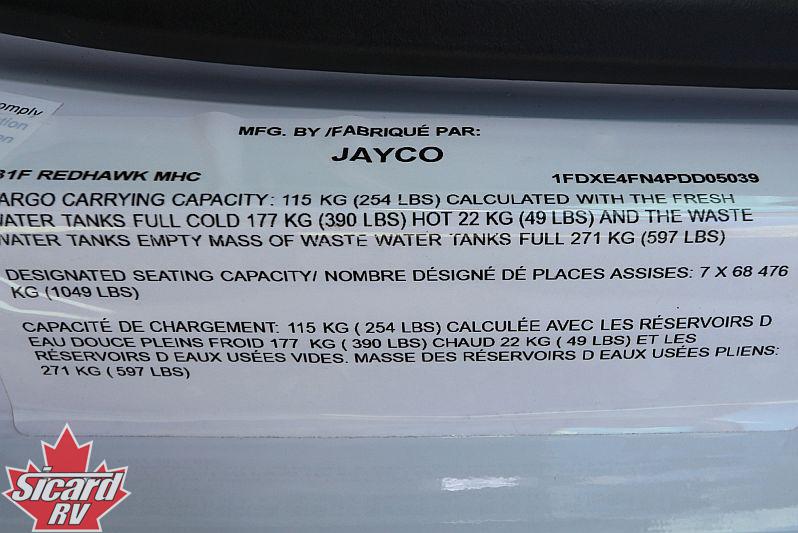 omply
MFG. BY /FABRIQUÉ PAR:
JAYCO
31F REDHAWK MHC 1FDXE4FN4PDD05039
ARGO CARRYING CAPACITY: 115 KG (254 LBS) CALCULATED WITH THE FRESH
WATER TANKS FULL COLD 177 KG (390 LBS) HOT 22 KG (49 LBS) AND THE WASTE
WATER TANKS EMPTY MASS OF WASTE WATER TANKS FULL 271 KG (597 LBS)
DESIGNATED SEATING CAPACITY/ NOMBRE DÉSIGNÉ DÉ PLACES ASSISES: 7 X 68 476
KG (1049 LBS)
CAPACITÉ DE CHARGEMENT: 115 KG ( 254 LBS) CALCULÉE AVEC LES RÉSERVOIRS D
EAU DOUCE PLEINS FROID 177 KG ( 390 LBS) CHAUD 22 KG ( 49 LBS) ET LES
RÉSERVOIRS D EAUX USÉES VIDES. MASSE DES RÉSERVOIRS D EAUX USÉES PLIENS:
271 KG ( 597 LBS)
Sicard
RV